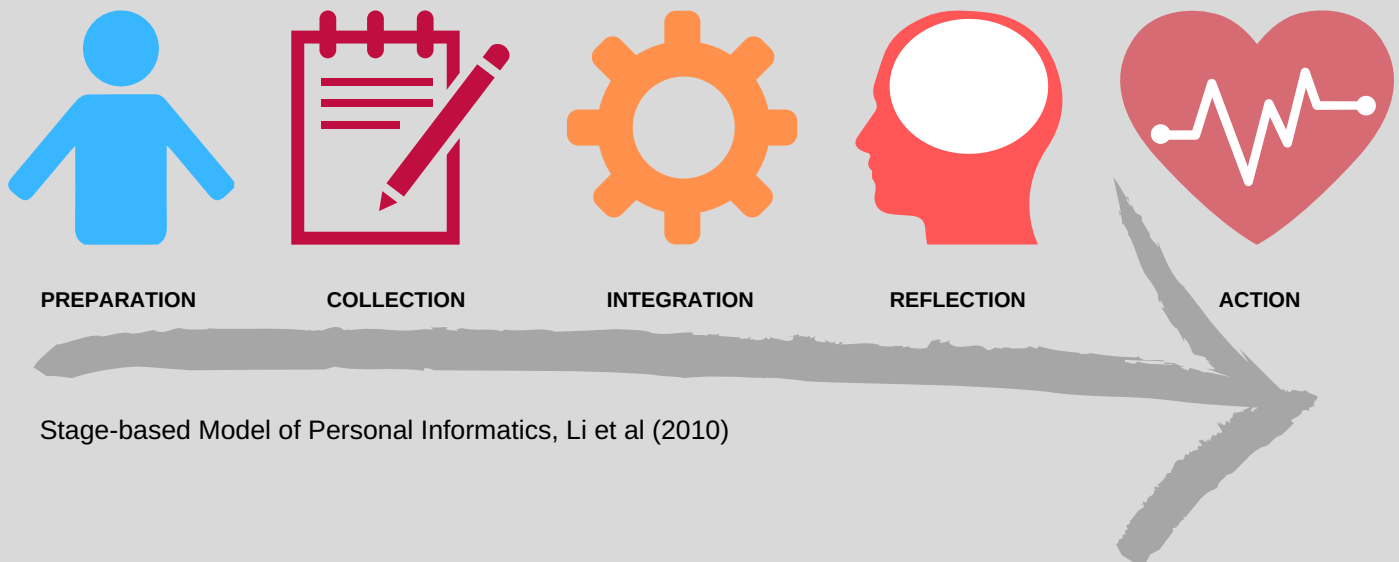 PREPARATION COLLECTION INTEGRATION REFLECTION ACTION
Stage-based Model of Personal Informatics, Li et al (2010)